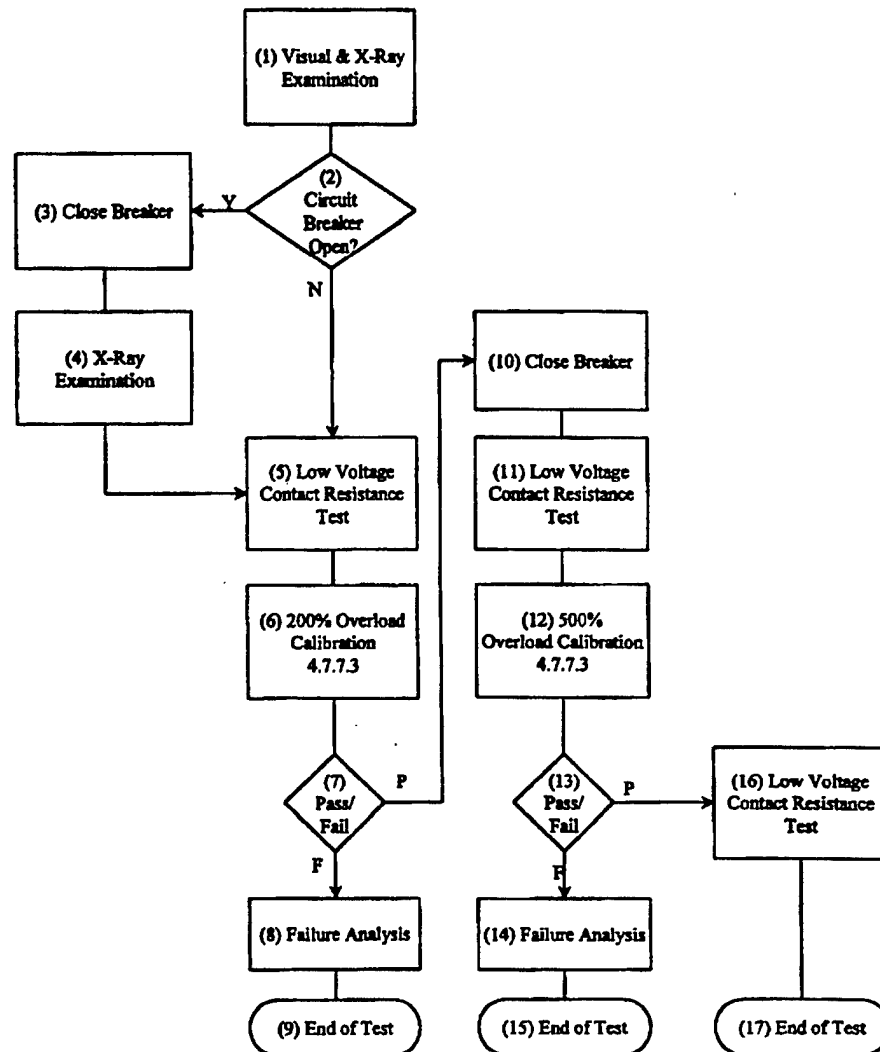 (1) Visual & X-Ray
Examination
(2)
Circuit
Breaker
Open?
Y
N
(3) Close Breaker
(4) X-Ray
Examination
(5) Low Voltage
Contact Resistance
Test
(6) 200% Overload
Calibration
4.7.7.3
(7)
Pass/
Fail
P
F
(8) Failure Analysis
(9) End of Test
(10) Close Breaker
(11) Low Voltage
Contact Resistance
Test
(12) 500%
Overload Calibration
4.7.7.3
(13)
Pass/
Fail
P
F
(14) Failure Analysis
(15) End of Test
(16) Low Voltage
Contact Resistance
Test
(17) End of Test